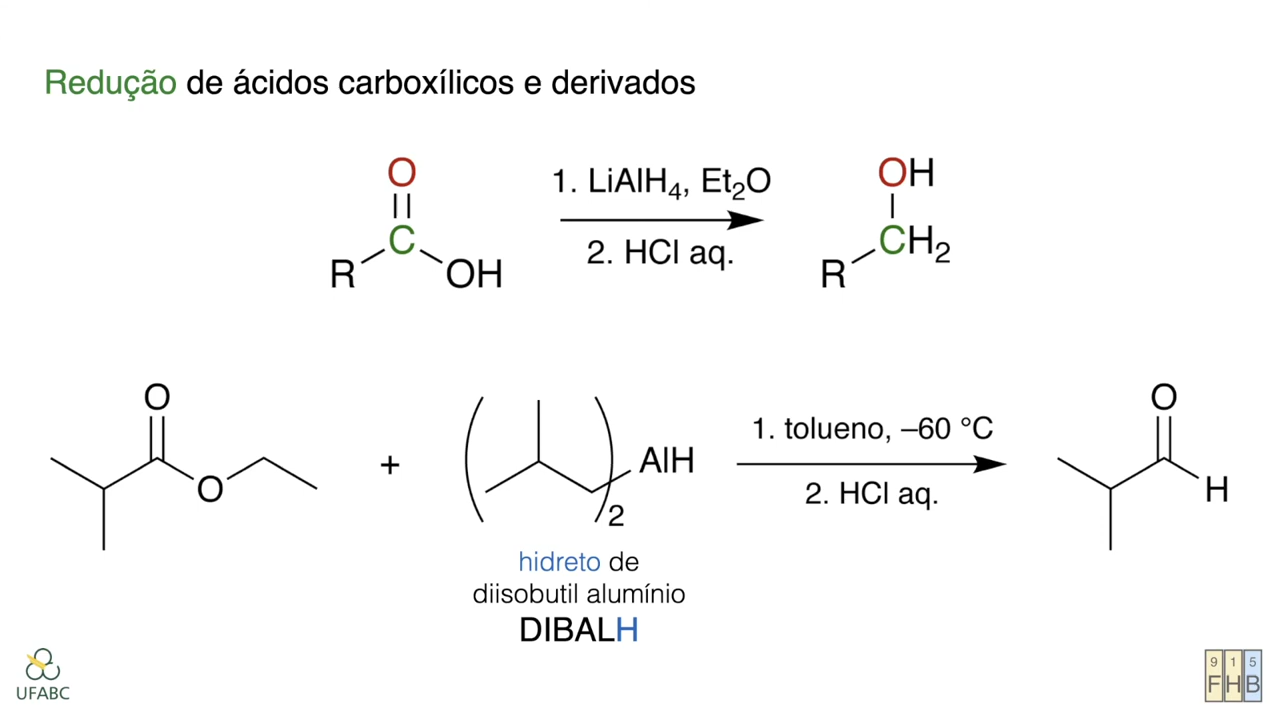 Redução de ácidos carboxílicos e derivados
O
C
R
OH
1. LiAlH₄, Et₂O
2. HCl aq.
OH
CH₂
R
O
O
+
2
AlH
hidreto de
diisobutil alumínio
DIBALH
1. tolueno, –60 °C
2. HCl aq.
O
H
UFABC
9 1 5
F H B